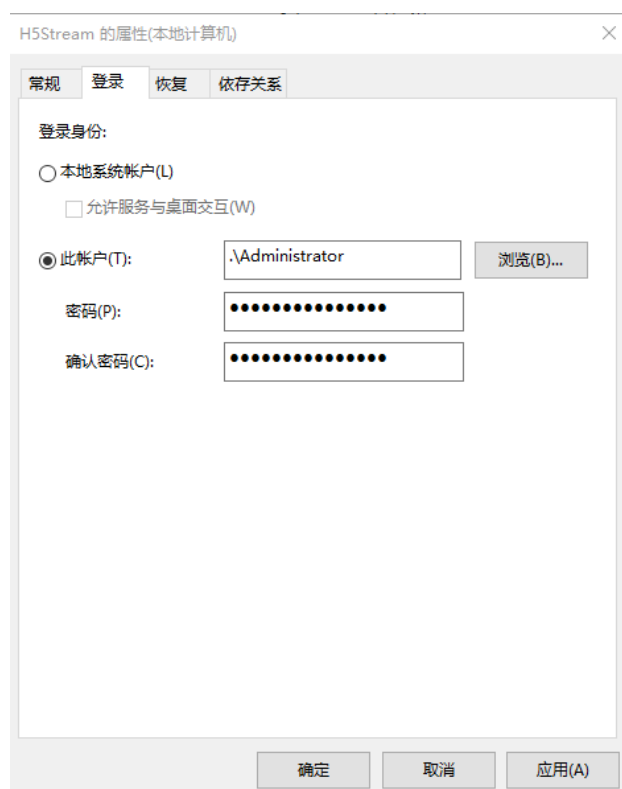 H5Stream 的属性(本地计算机)
常规 登录 恢复 依存关系
登录身份:
本地系统帐户(L)
允许服务与桌面交互(W)
此帐户(T): .\Administrator 浏览(B)...
密码(P): ●●●●●●●●●●●●●●●
确认密码(C): ●●●●●●●●●●●●●●●
确定 取消 应用(A)